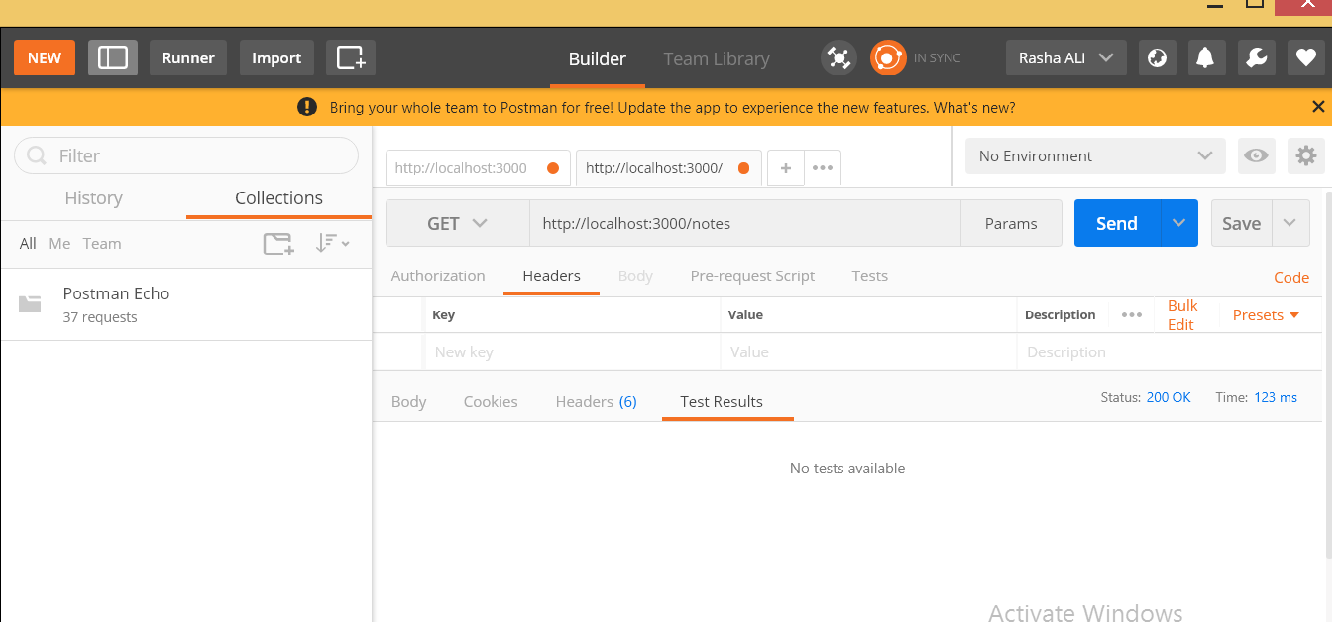 NEW Runner Import Builder Team Library IN SYNC Rasha ALI
Bring your whole team to Postman for free! Update the app to experience the new features. What's new?
Filter
History Collections
All Me Team
Postman Echo
37 requests
http://localhost:3000 http://localhost:3000/ + •••
No Environment
GET http://localhost:3000/notes Params Send Save
Authorization Headers Body Pre-request Script Tests Code
Key Value Description ••• Bulk Edit Presets
New key Value Description
Body Cookies Headers (6) Test Results Status: 200 OK Time: 123 ms
No tests available
Activate Windows